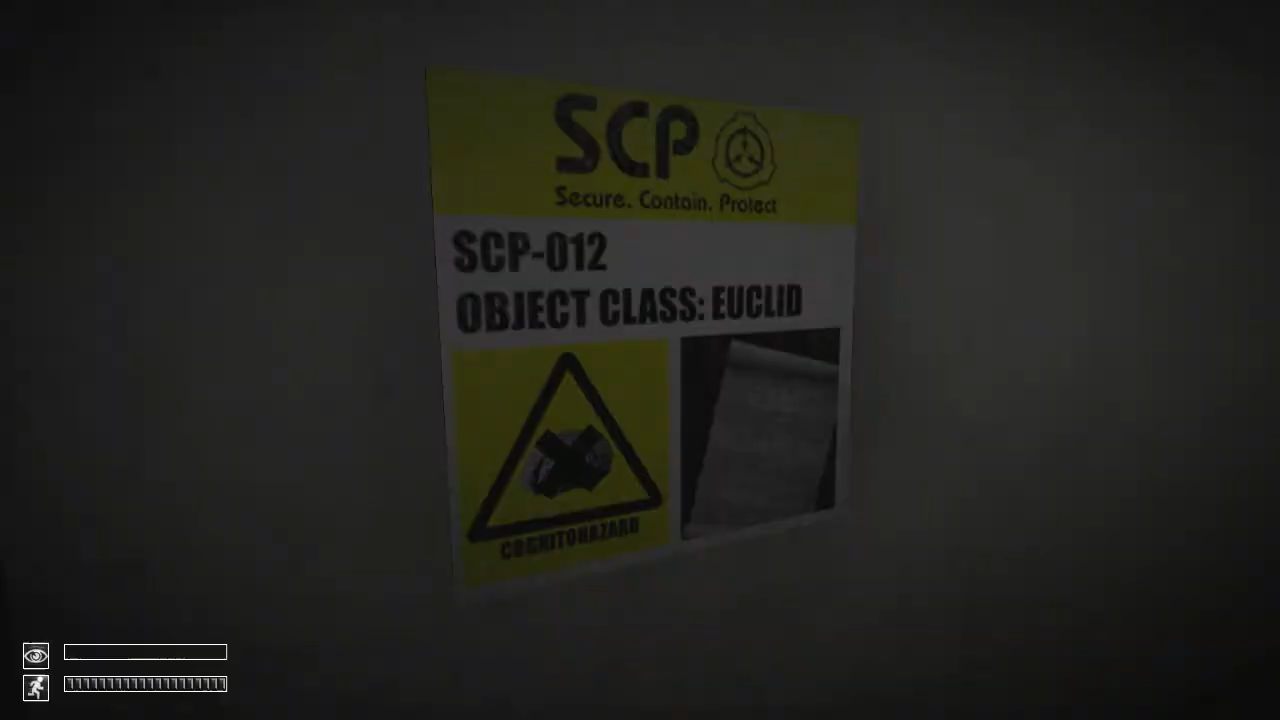 SCP
Secure. Contain. Protect
SCP-012
OBJECT CLASS: EUCLID
COGNITOHAZARD